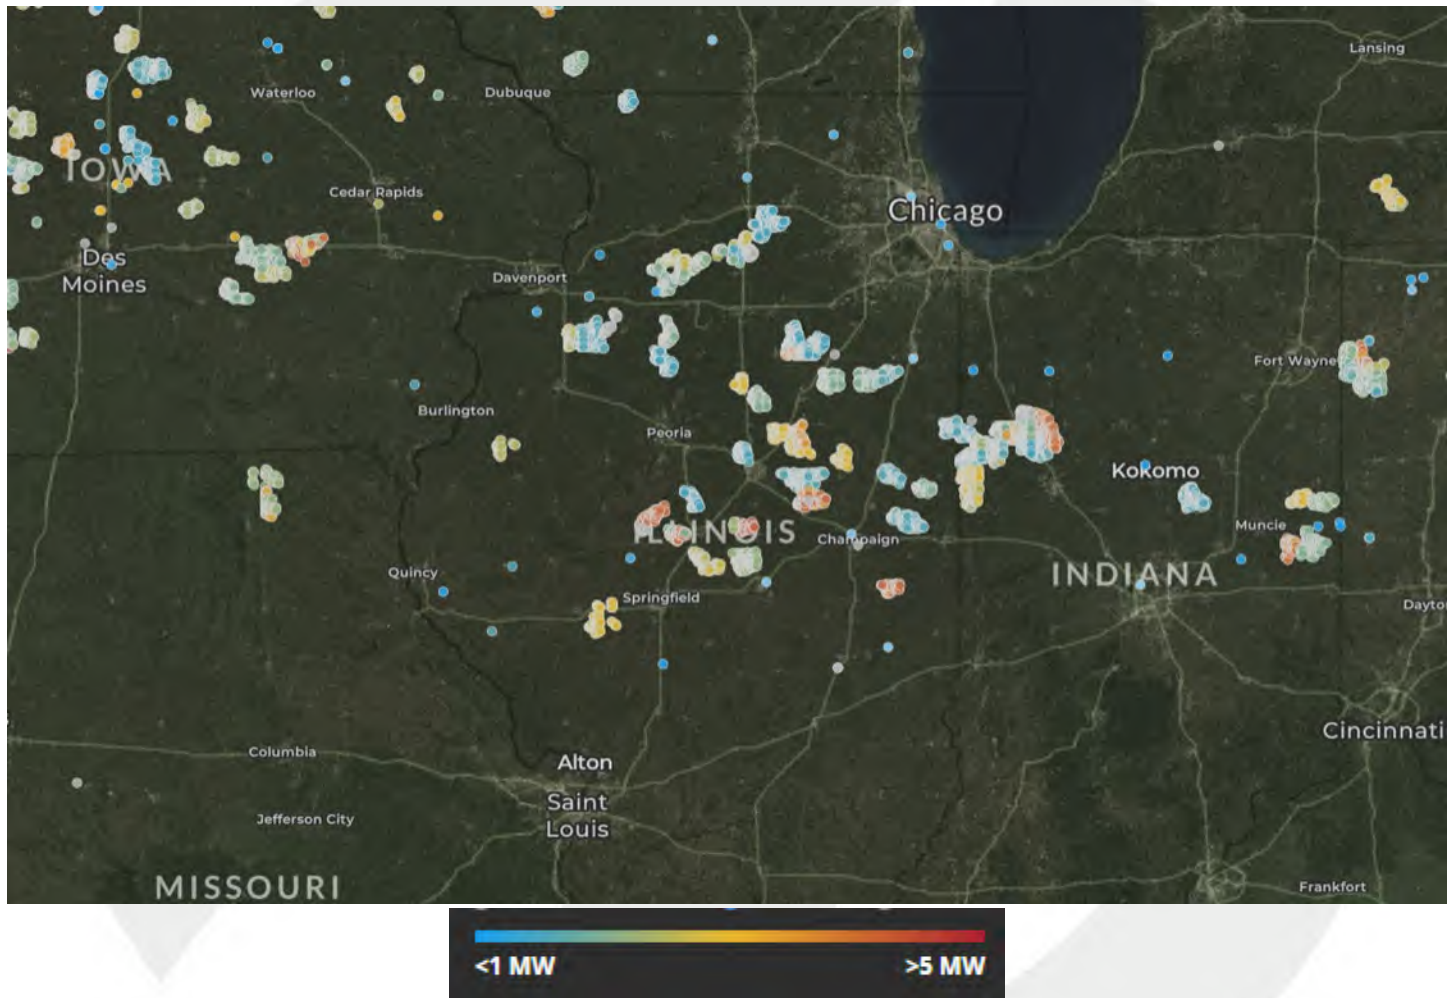 Lansing
Waterloo
Dubuque
IOWA
Cedar Rapids
Chicago
Des
Moines
Davenport
Fort Wayne
Burlington
Peoria
Kokomo
ILLINOIS
Champaign
Muncie
Quincy
INDIANA
Springfield
Dayto
Cincinnati
Columbia
Alton
Saint
Louis
Jefferson City
MISSOURI
Frankfort
<1 MW
>5 MW